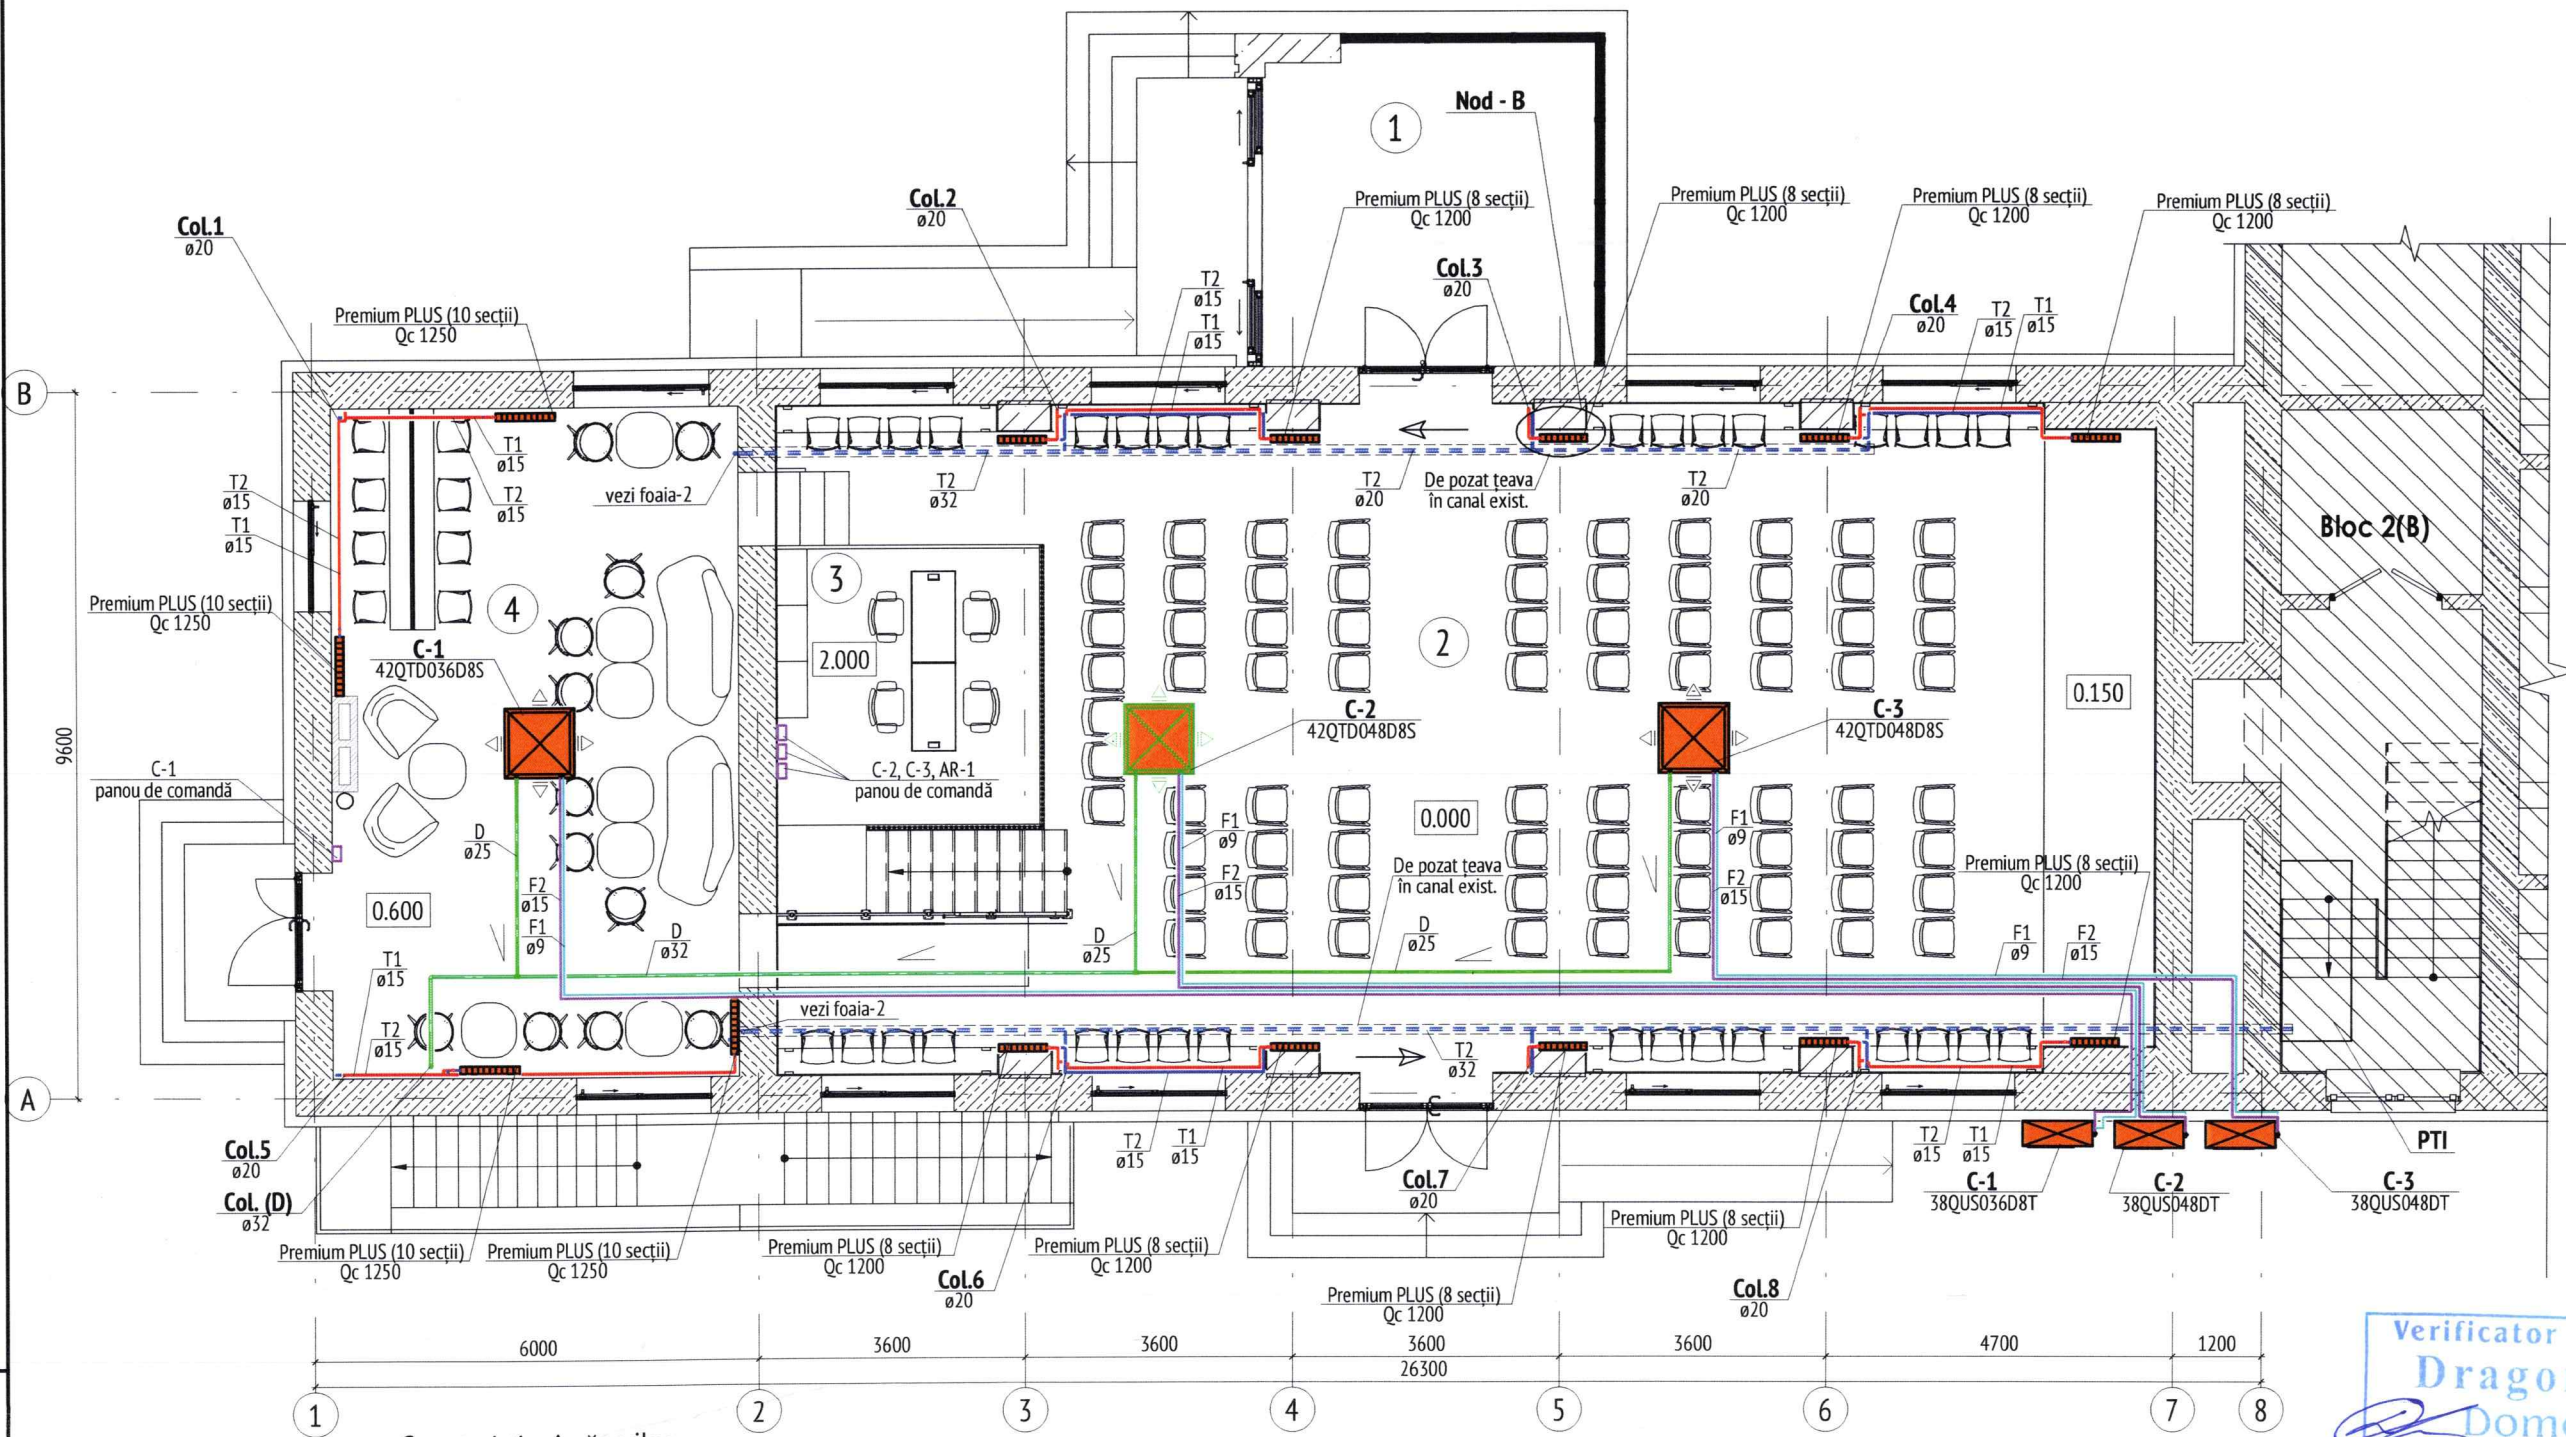 Nod - B
1
Col.2
ø20
Premium PLUS (8 secții)
Qc 1200
Premium PLUS (8 secții)
Qc 1200
Premium PLUS (8 secții)
Qc 1200
Premium PLUS (8 secții)
Qc 1200
Col.1
ø20
Col.3
ø20
T2
ø15
T1
ø15
Col.4
ø20
T2
ø15
T1
ø15
Premium PLUS (10 secții)
Qc 1250
B
T1
ø15
T2
ø15
T2
ø15
T1
ø15
vezi foaia-2
T2
ø32
T2
ø20
De pozat țeava
în canal exist.
T2
ø20
Bloc 2(B)
Premium PLUS (10 secții)
Qc 1250
4
3
2
C-1
42QTD036D8S
2.000
0.150
C-2
42QTD048D8S
C-3
42QTD048D8S
9600
C-1
panou de comandă
C-2, C-3, AR-1
panou de comandă
0.000
D
ø25
F1
ø9
F2
ø15
F1
ø9
F2
ø15
De pozat țeava
în canal exist.
Premium PLUS (8 secții)
Qc 1200
0.600
F2
ø15
F1
ø9
D
ø32
D
ø25
D
ø25
F1
ø9
F2
ø15
T1
ø15
T2
ø15
vezi foaia-2
T2
ø32
A
Col.5
ø20
Col. (D)
ø32
T2
ø15
T1
ø15
Col.7
ø20
T2
ø15
T1
ø15
PTI
C-1
38QUS036D8T
C-2
38QUS048DT
C-3
38QUS048DT
Premium PLUS (10 secții)
Qc 1250
Premium PLUS (10 secții)
Qc 1250
Premium PLUS (8 secții)
Qc 1200
Premium PLUS (8 secții)
Qc 1200
Premium PLUS (8 secții)
Qc 1200
Col.6
ø20
Premium PLUS (8 secții)
Qc 1200
Col.8
ø20
6000
3600
3600
3600
3600
4700
1200
26300
1
2
3
4
5
6
7
8
Verificator